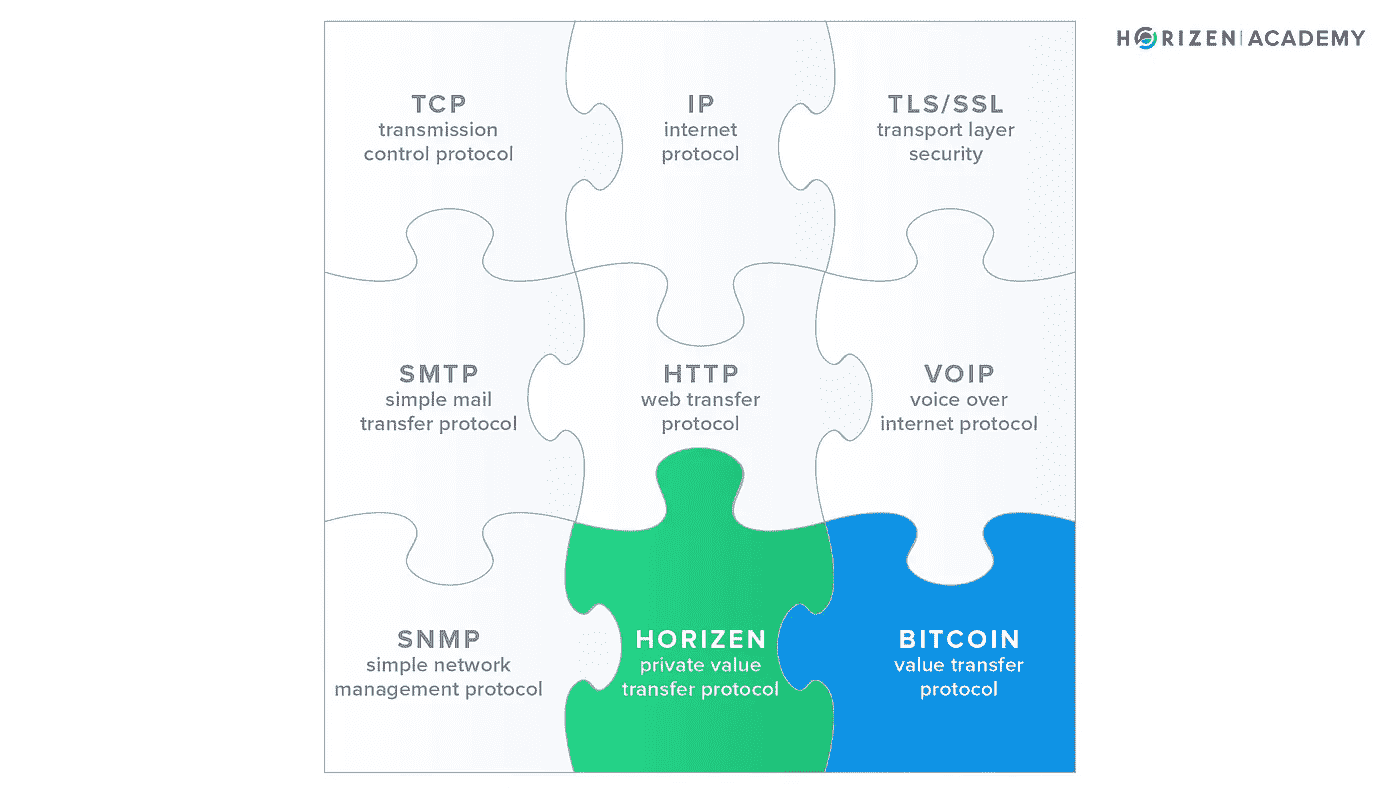 HORIZEN | ACADEMY
TCP
transmission
control protocol
IP
internet
protocol
TLS/SSL
transport layer
security
SMTP
simple mail
transfer protocol
HTTP
web transfer
protocol
VOIP
voice over
internet protocol
SNMP
simple network
management protocol
HORIZEN
private value
transfer protocol
BITCOIN
value transfer
protocol